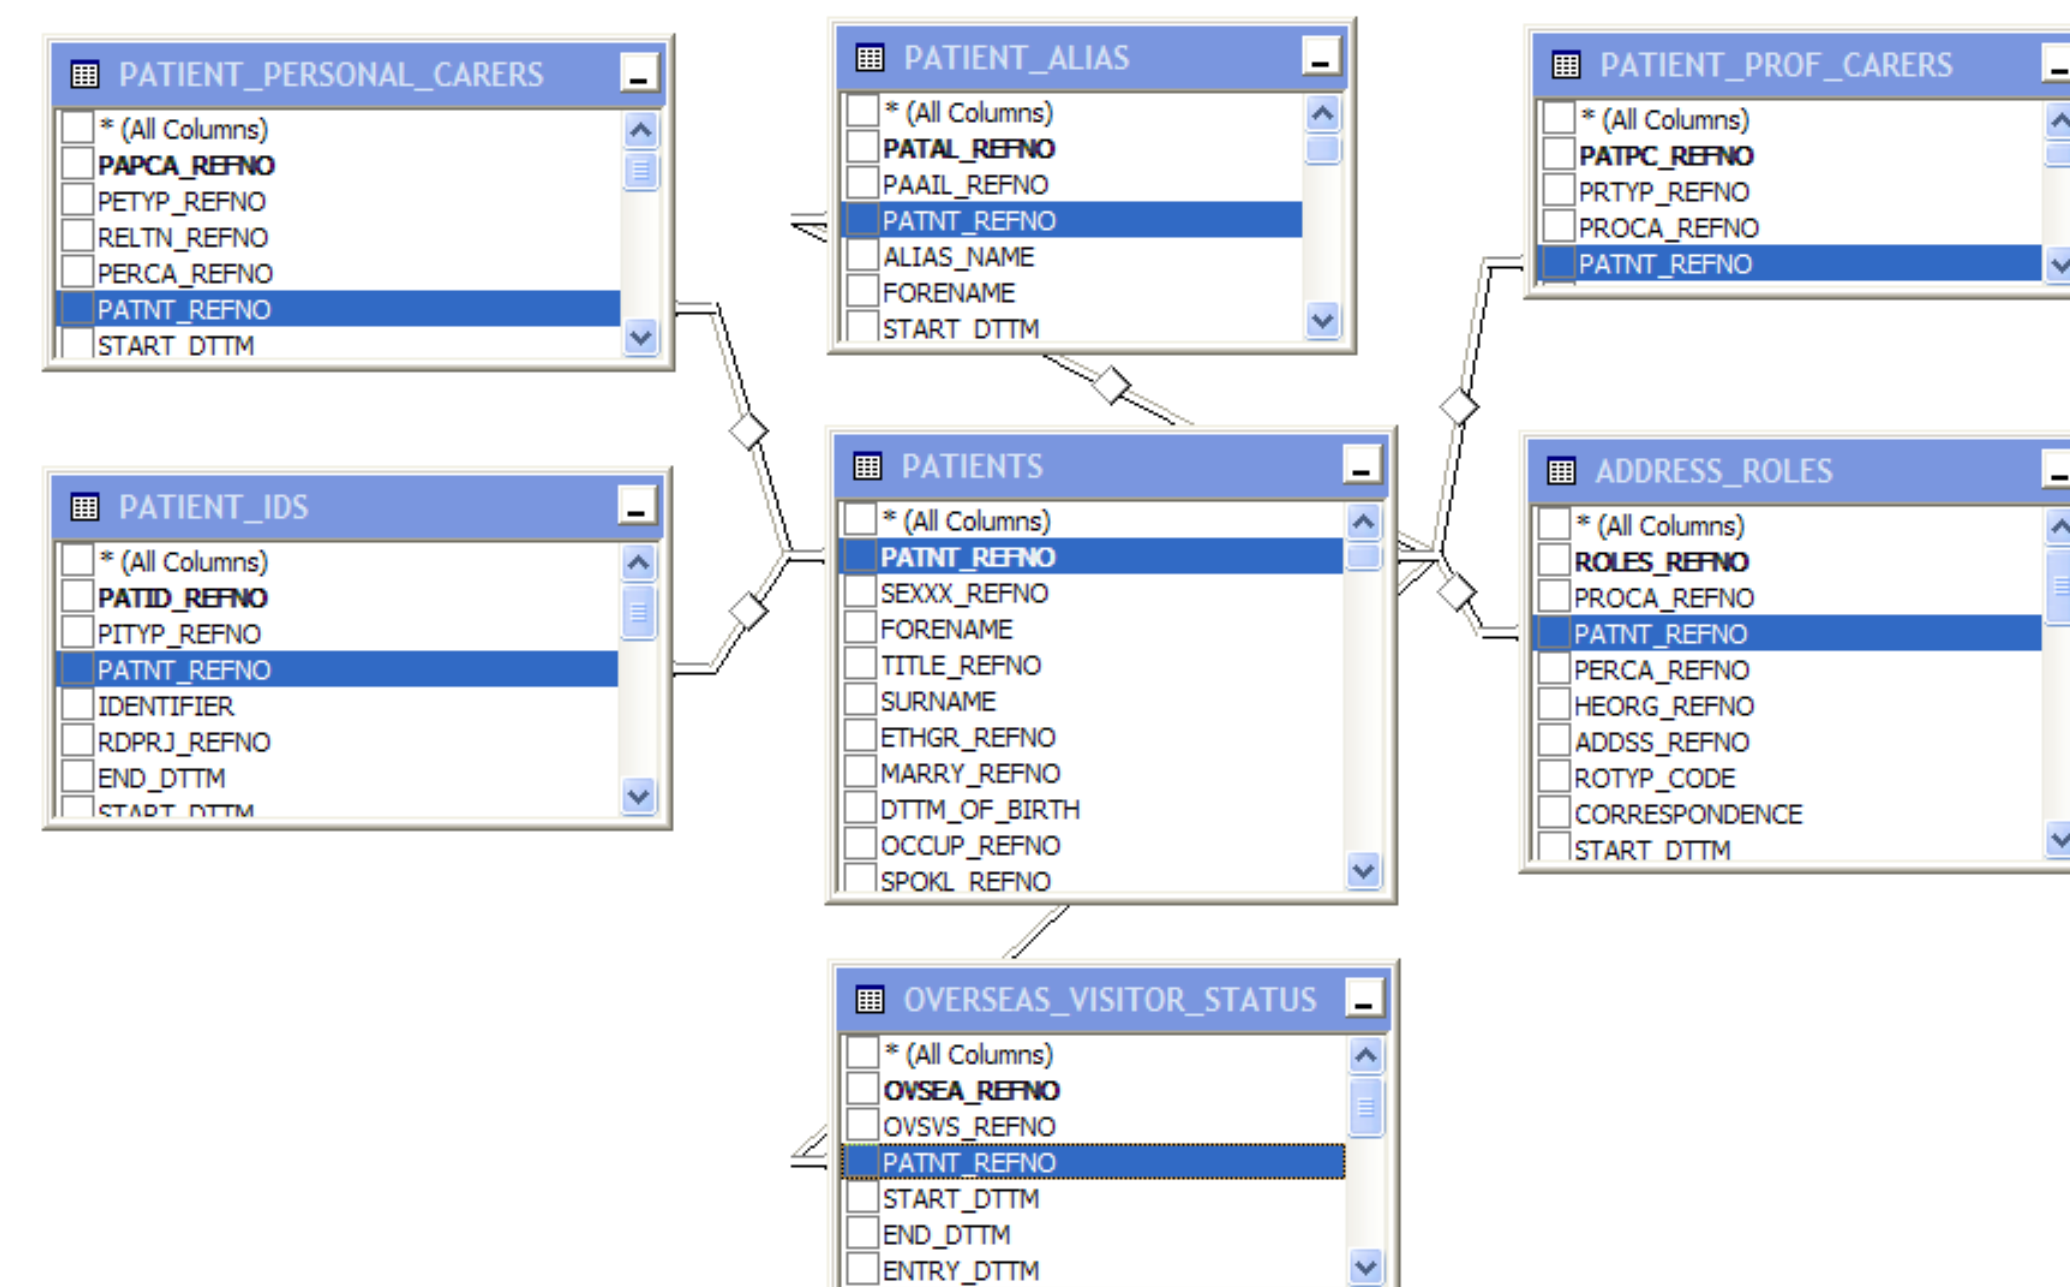 PATIENT_PERSONAL_CARERS
* (All Columns)
PAPCA_REFNO
PETYP_REFNO
RELTN_REFNO
PERCA_REFNO
PATNT_REFNO
START_DTTM
PATIENT_ALIAS
* (All Columns)
PATAL_REFNO
PAAIL_REFNO
PATNT_REFNO
ALIAS_NAME
FORENAME
START_DTTM
PATIENT_PROF_CARERS
* (All Columns)
PATPC_REFNO
PRTYP_REFNO
PROCA_REFNO
PATNT_REFNO
PATIENT_IDS
* (All Columns)
PATID_REFNO
PITYP_REFNO
PATNT_REFNO
IDENTIFIER
RDPRJ_REFNO
END_DTTM
START_DTTM
PATIENTS
* (All Columns)
PATNT_REFNO
SEXXX_REFNO
FORENAME
TITLE_REFNO
SURNAME
ETHGR_REFNO
MARRY_REFNO
DTTM_OF_BIRTH
OCCUP_REFNO
SPOKL_REFNO
ADDRESS_ROLES
* (All Columns)
ROLES_REFNO
PROCA_REFNO
PATNT_REFNO
PERCA_REFNO
HEORG_REFNO
ADDSS_REFNO
ROTYP_CODE
CORRESPONDENCE
START_DTTM
OVERSEAS_VISITOR_STATUS
* (All Columns)
OVSEA_REFNO
OVSVS_REFNO
PATNT_REFNO
START_DTTM
END_DTTM
ENTRY_DTTM